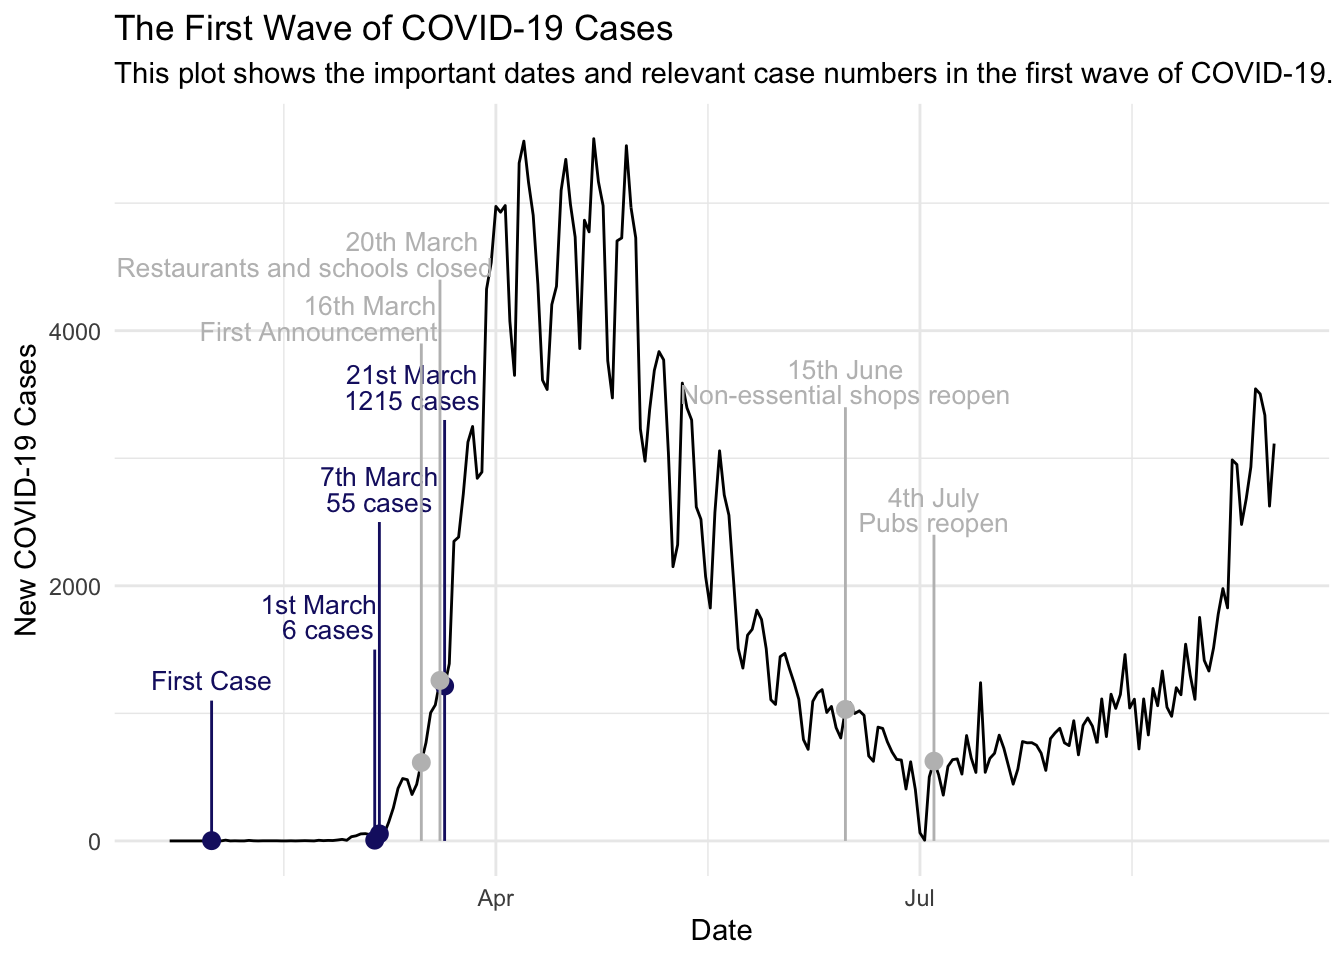 The First Wave of COVID-19 Cases
This plot shows the important dates and relevant case numbers in the first wave of COVID-19.
New COVID-19 Cases
4000
2000
0
20th March
Restaurants and schools closed
16th March
First Announcement
21st March
1215 cases
7th March
55 cases
1st March
6 cases
First Case
15th June
Non-essential shops reopen
4th July
Pubs reopen
Apr
Jul
Date